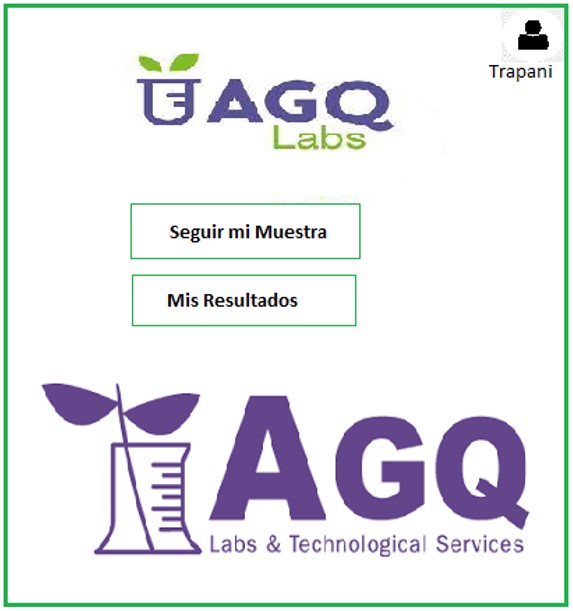 Trapani
AGQ
Labs
Seguir mi Muestra
Mis Resultados
AGQ
Labs & Technological Services